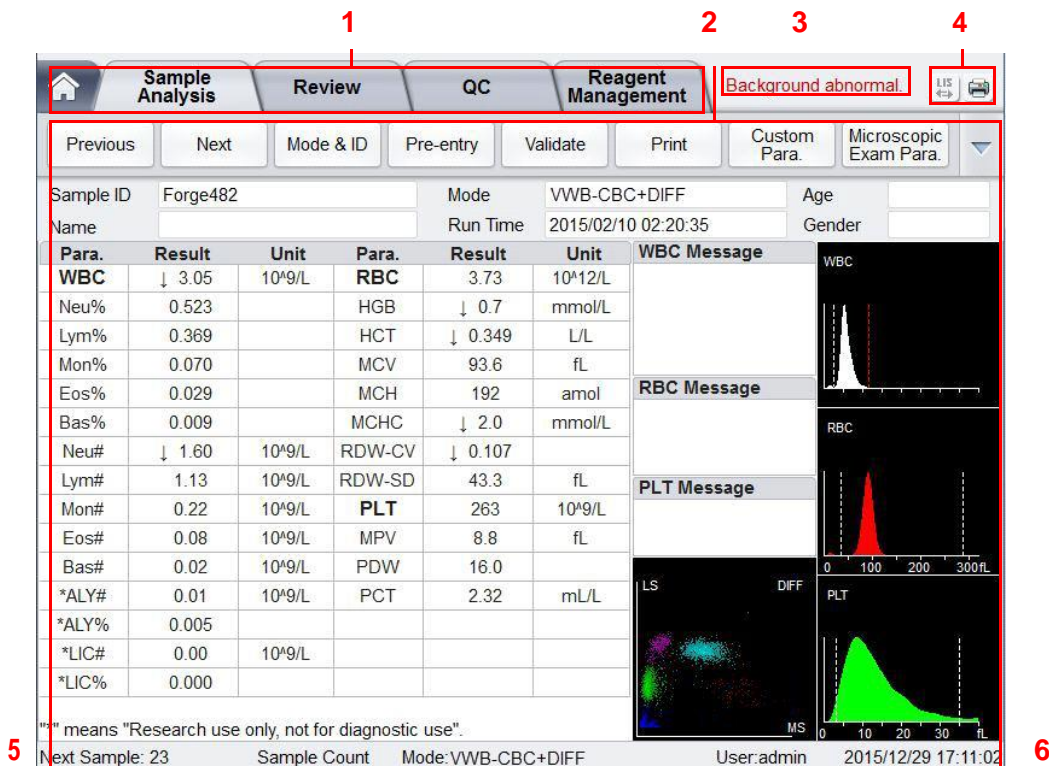 1 2 3 4
Sample Analysis Review QC Reagent Management Background abnormal. LIS
Previous Next Mode & ID Pre-entry Validate Print Custom Para. Microscopic Exam Para.
Sample ID Forge482 Mode VWB-CBC+DIFF Age
Name Run Time 2015/02/10 02:20:35 Gender
Para. Result Unit Para. Result Unit WBC Message WBC
WBC ↓ 3.05 10^9/L RBC 3.73 10^12/L
Neu% 0.523 HGB ↓ 0.7 mmol/L
Lym% 0.369 HCT ↓ 0.349 L/L
Mon% 0.070 MCV 93.6 fL
Eos% 0.029 MCH 192 amol RBC Message
Bas% 0.009 MCHC ↓ 2.0 mmol/L RBC
Neu# ↓ 1.60 10^9/L RDW-CV ↓ 0.107
Lym# 1.13 10^9/L RDW-SD 43.3 fL PLT Message
Mon# 0.22 10^9/L PLT 263 10^9/L
Eos# 0.08 10^9/L MPV 8.8 fL
Bas# 0.02 10^9/L PDW 16.0 0 100 200 300fL
*ALY# 0.01 10^9/L PCT 2.32 mL/L LS DIFF PLT
*ALY% 0.005
*LIC# 0.00 10^9/L
*LIC% 0.000
"*" means "Research use only, not for diagnostic use". MS 0 10 20 30 fL
5 Next Sample: 23 Sample Count Mode:VWB-CBC+DIFF User:admin 2015/12/29 17:11:02 6